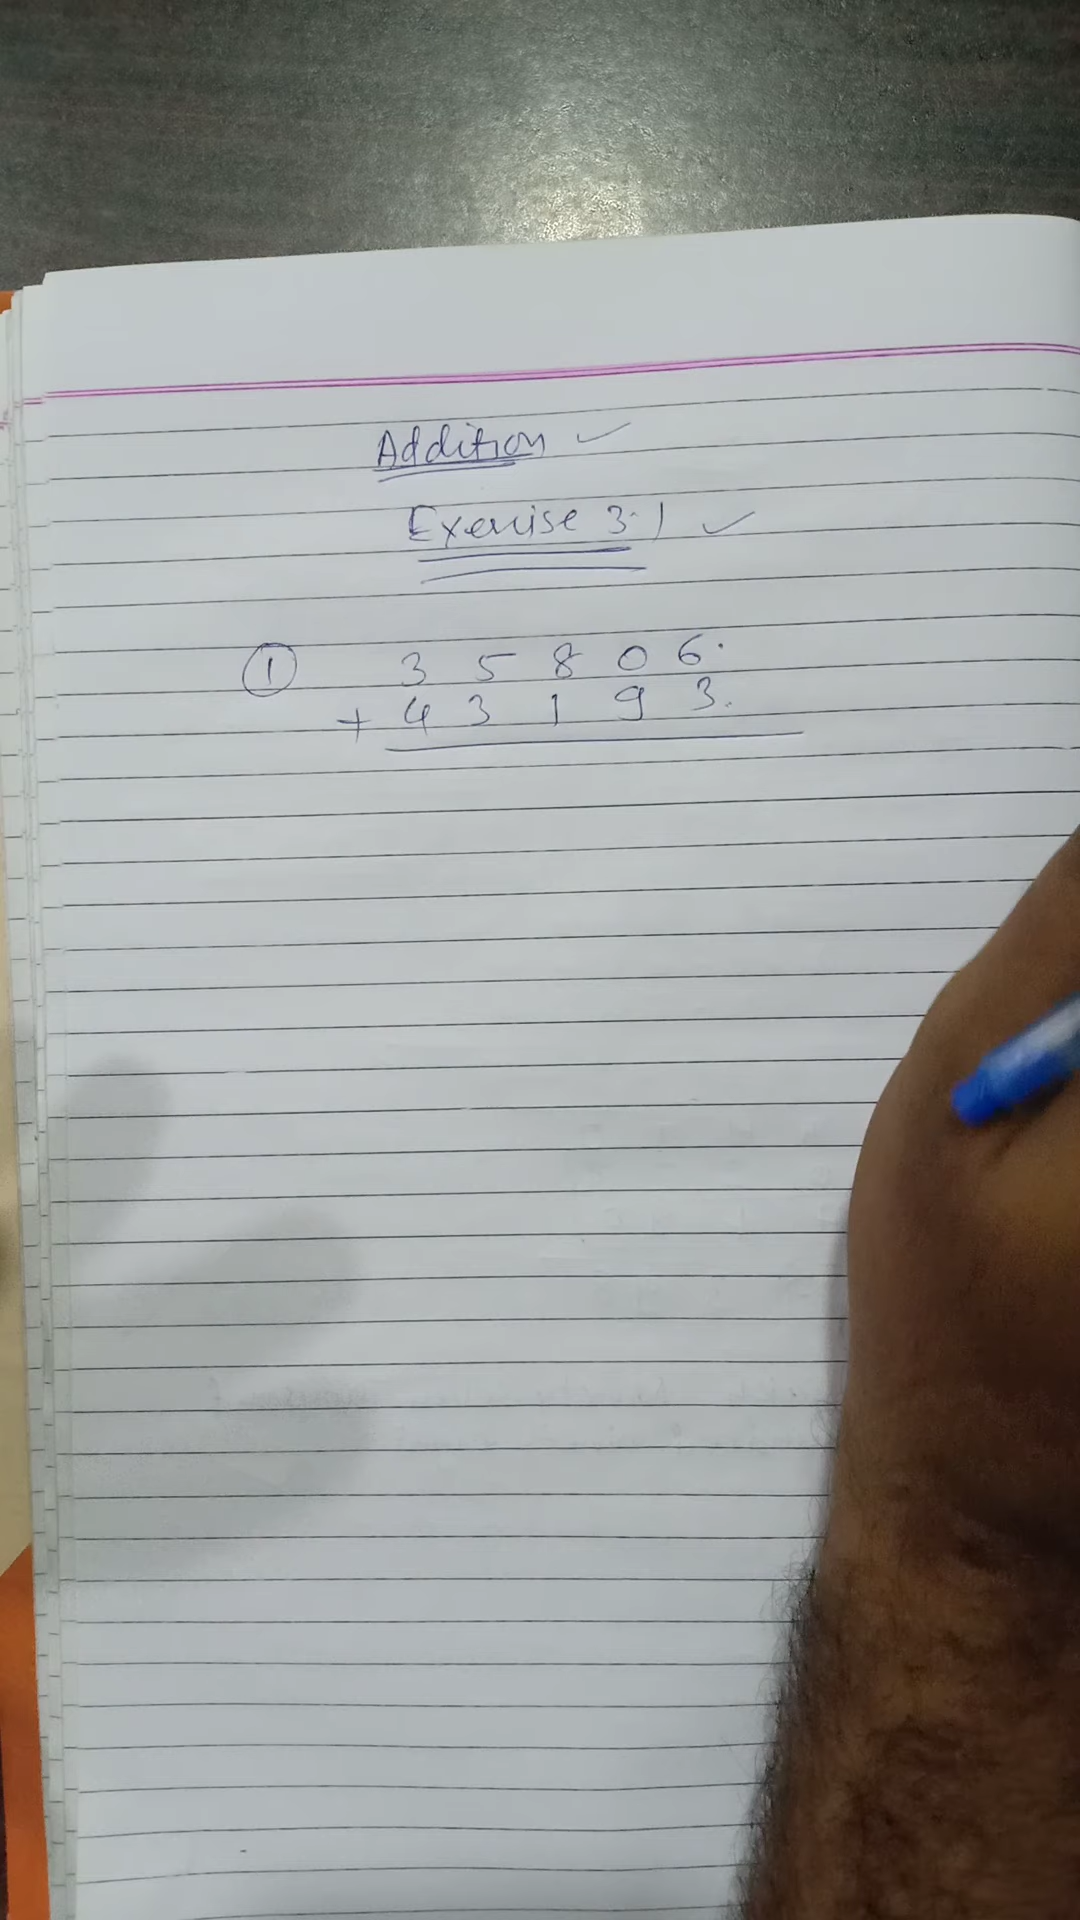 Addition ✓
Exercise 3.1 ✓
① 3 5 8 0 6.
+ 4 3 1 9 3.